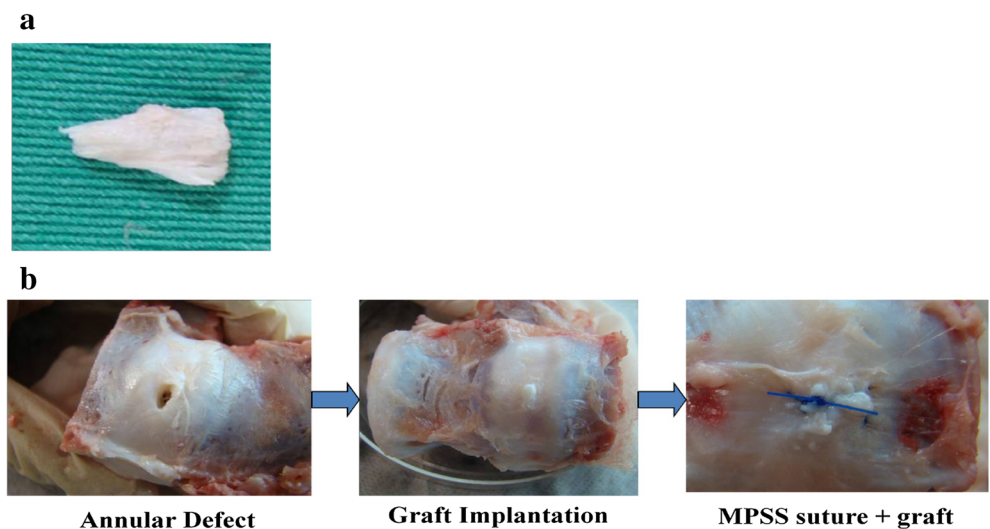 a
b
Annular Defect
Graft Implantation
MPSS suture + graft